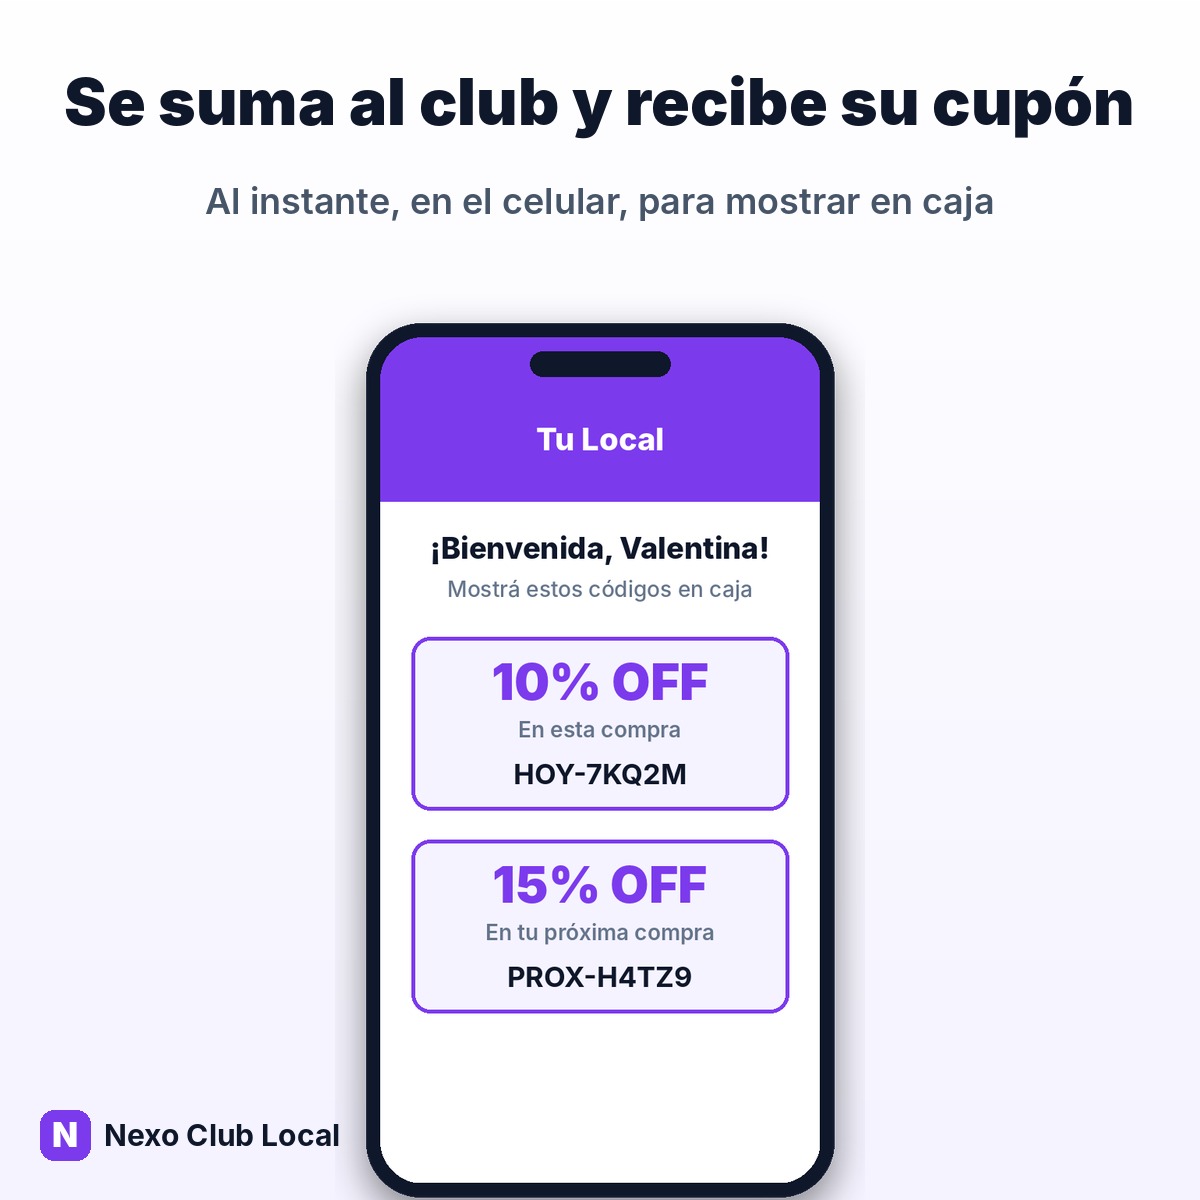 Se suma al club y recibe su cupón
Al instante, en el celular, para mostrar en caja
Tu Local
¡Bienvenida, Valentina!
Mostrá estos códigos en caja
10% OFF
En esta compra
HOY-7KQ2M
15% OFF
En tu próxima compra
PROX-H4TZ9
N Nexo Club Local